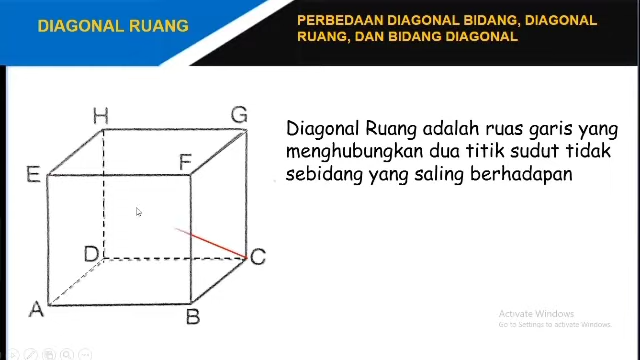 DIAGONAL RUANG
PERBEDAAN DIAGONAL BIDANG, DIAGONAL
RUANG, DAN BIDANG DIAGONAL
Diagonal Ruang adalah ruas garis yang
menghubungkan dua titik sudut tidak
sebidang yang saling berhadapan
H
G
E
F
D
C
A
B
Activate Windows
Go to Settings to activate Windows.